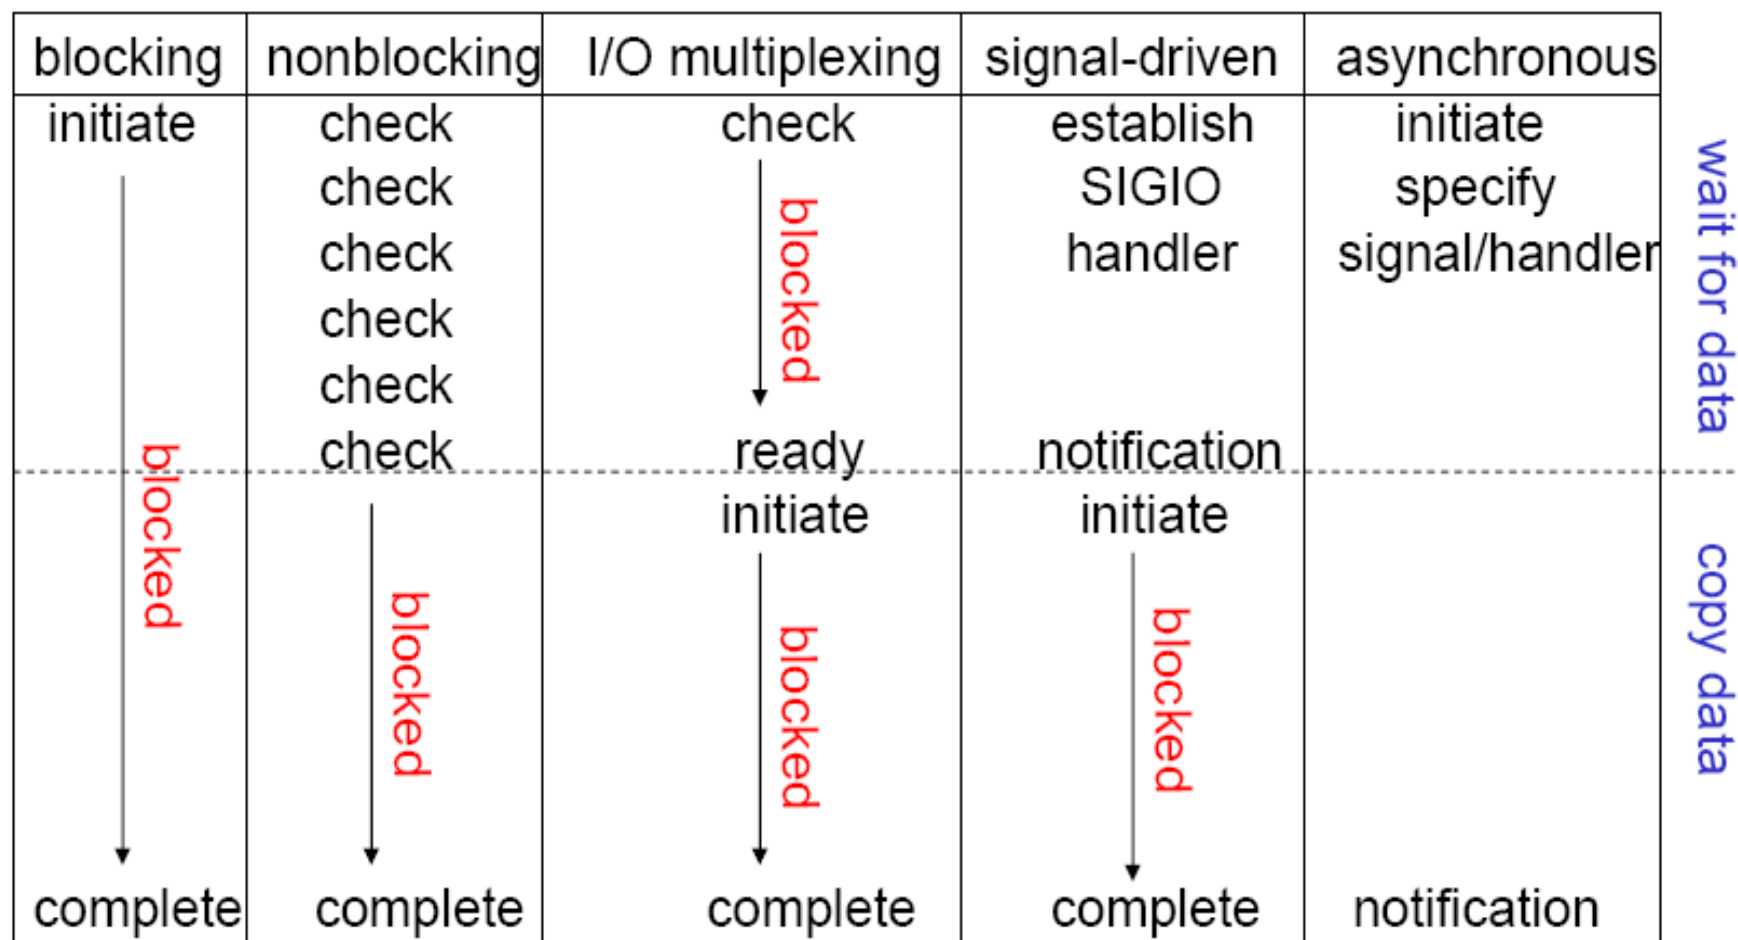 blocking nonblocking I/O multiplexing signal-driven asynchronous
initiate check check establish initiate
check SIGIO specify
check handler signal/handler
check
check
check ready notification
blocked
wait for data
initiate initiate
blocked
blocked
blocked
blocked
copy data
complete complete complete complete notification